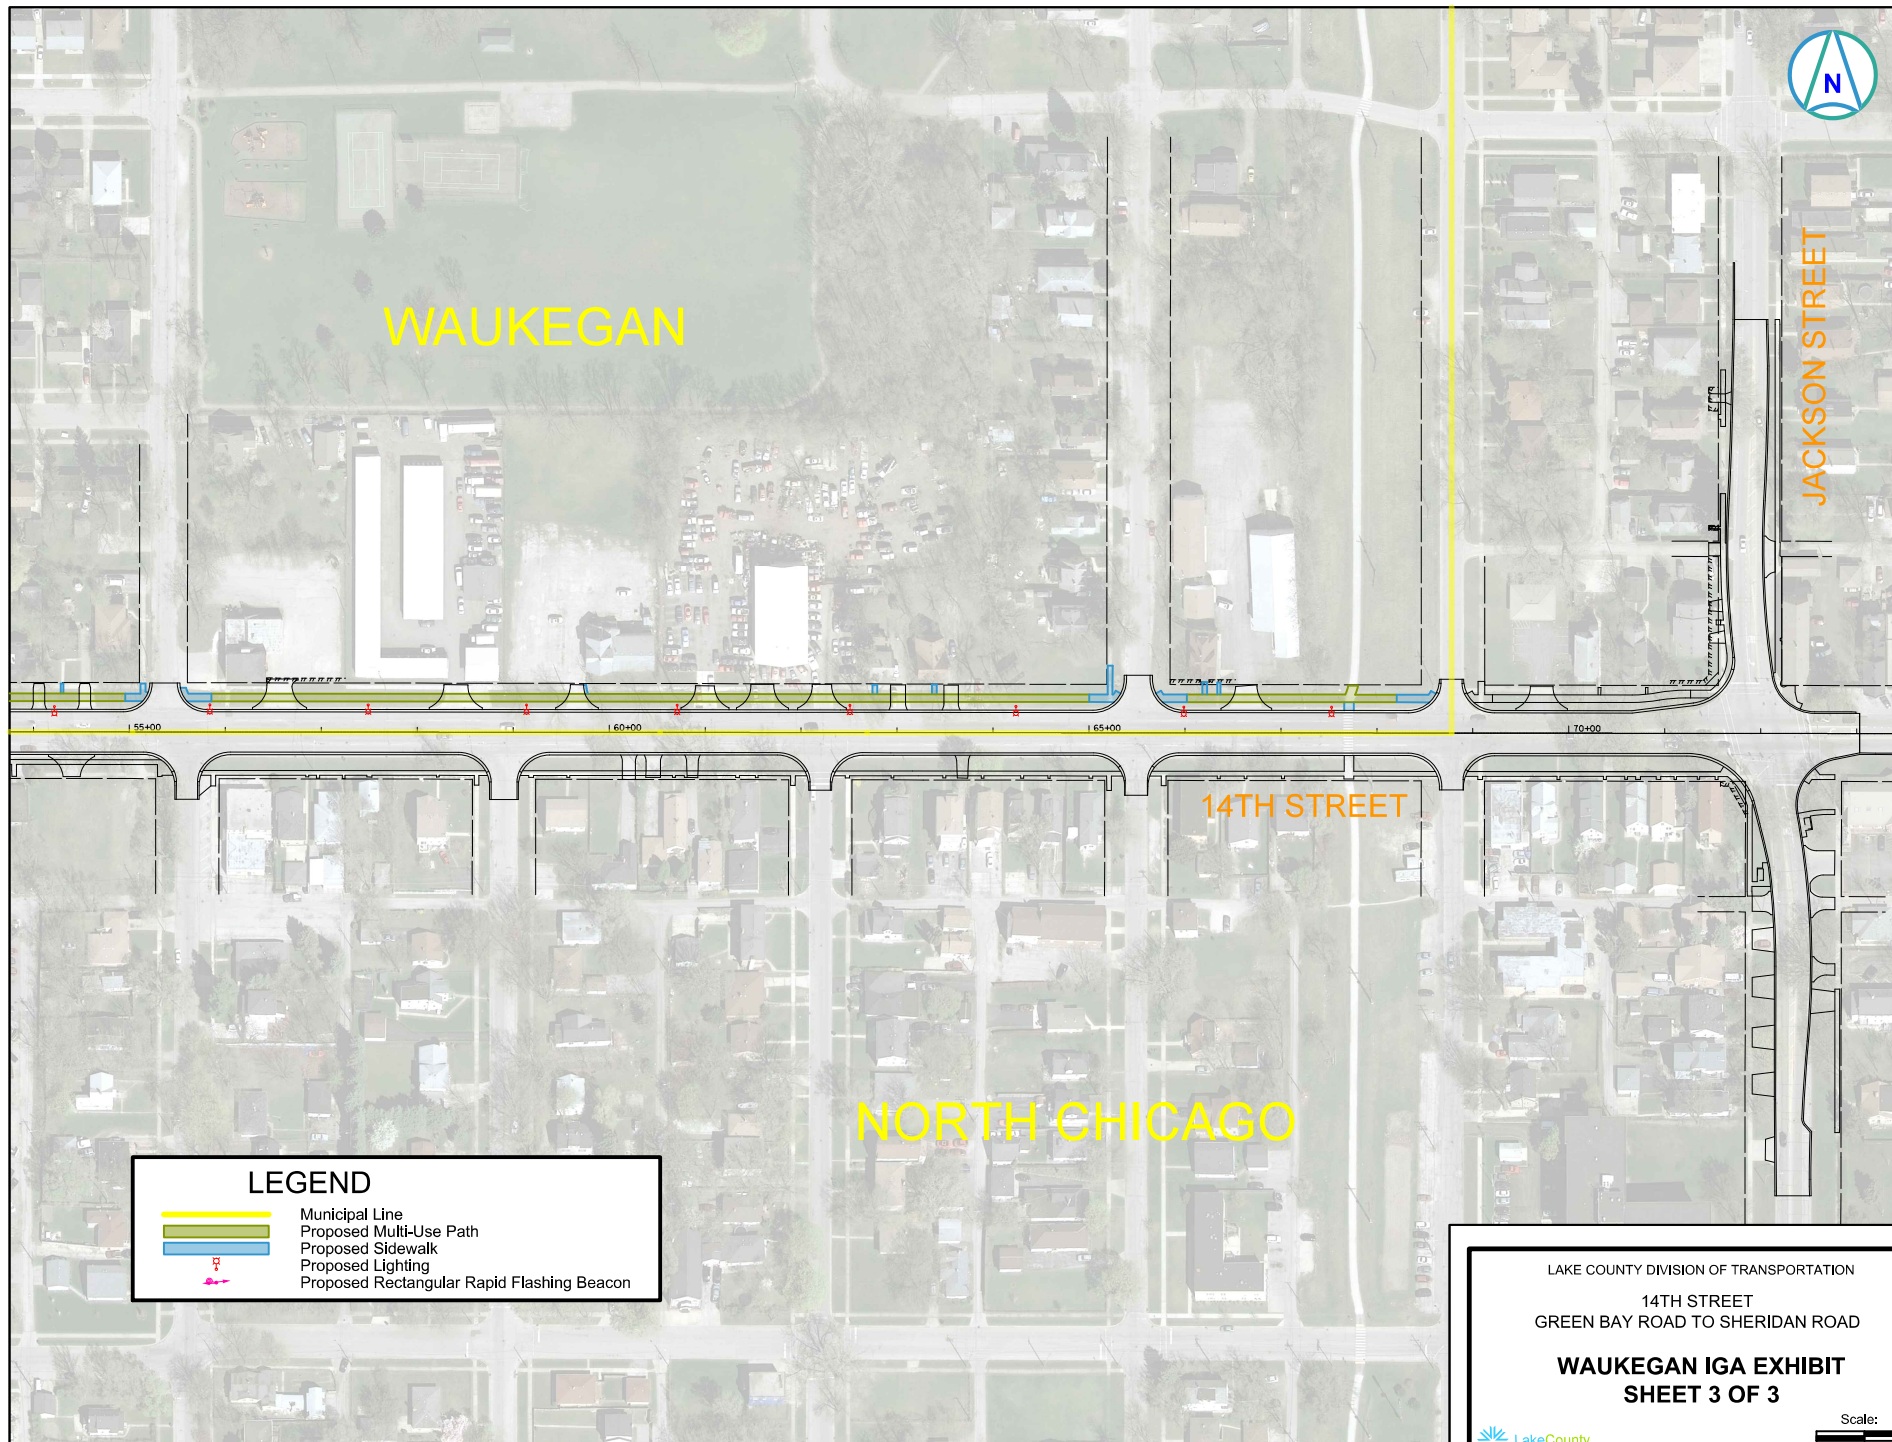 N
WAUKEGAN
JACKSON STREET
55+00
60+00
65+00
70+00
14TH STREET
NORTH CHICAGO
LEGEND
Municipal Line
Proposed Multi-Use Path
Proposed Sidewalk
Proposed Lighting
Proposed Rectangular Rapid Flashing Beacon
LAKE COUNTY DIVISION OF TRANSPORTATION
14TH STREET
GREEN BAY ROAD TO SHERIDAN ROAD
WAUKEGAN IGA EXHIBIT
SHEET 3 OF 3
Scale:
LakeCounty